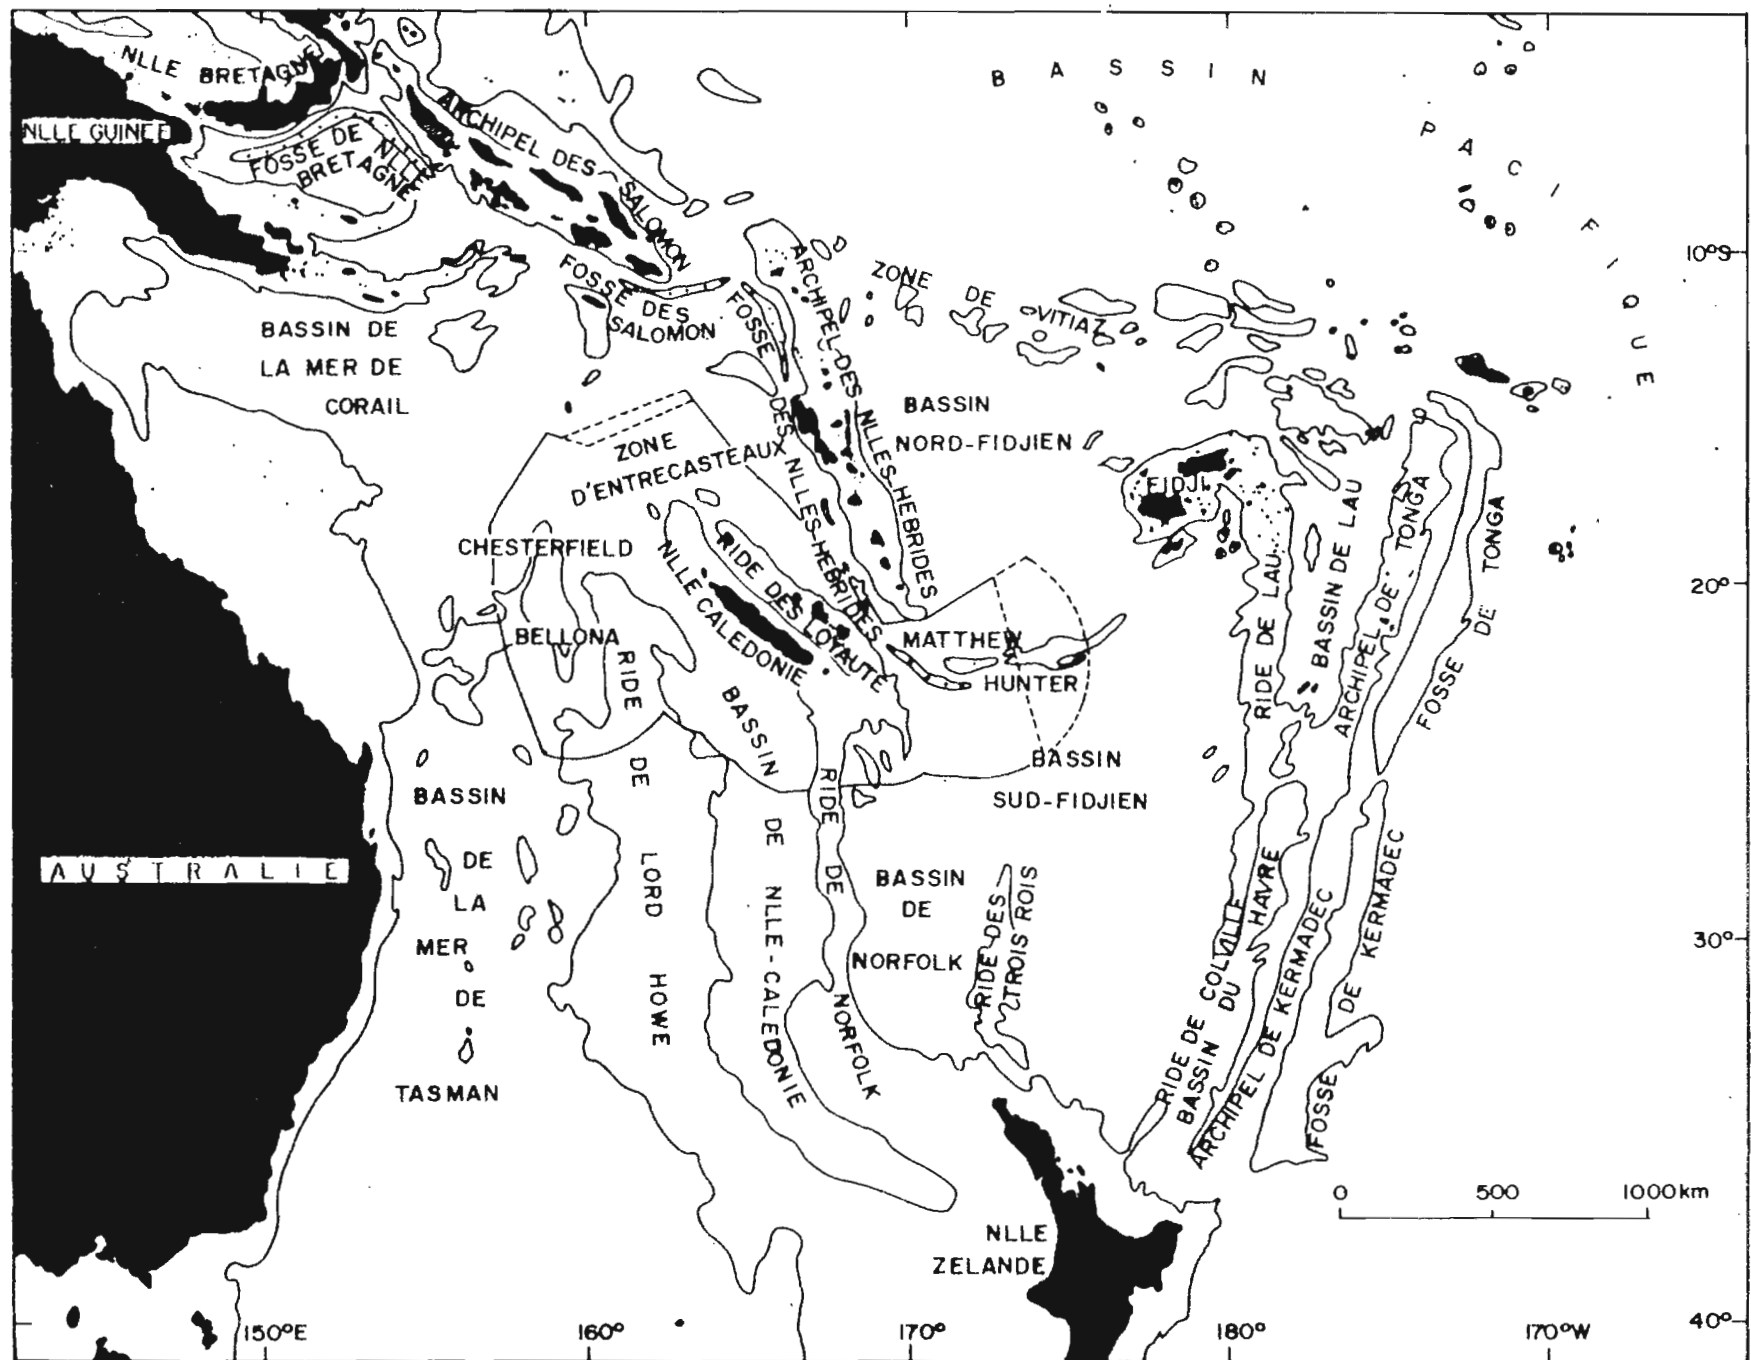 NLLE BRETAGNE
BASSIN PACIFIQUE
NLLE GUINEE
FOSSE DE NLLE
BRETAGNE
ARCHIPEL DES SALOMON
10°S
FOSSE DES
SALOMON
ARCHIPEL DES NLLES-HEBRIDES
FOSSE DES NLLES-HEBRIDES
ZONE DE VITIAZ
BASSIN DE
LA MER DE
CORAIL
BASSIN
NORD-FIDJIEN
ZONE
D'ENTRECASTEAUX
FIDJI
CHESTERFIELD
BELLONA
NLLE CALEDONIE
RIDE DES LOYAUTE
MATTHEW
HUNTER
RIDE DE LAU
BASSIN DE LAU
ARCHIPEL DE TONGA
FOSSE DE TONGA
20°
RIDE DE LORD HOWE
BASSIN DE NLLE-CALEDONIE
RIDE DE NORFOLK
BASSIN
SUD-FIDJIEN
BASSIN
DE
LA
MER
DE
TASMAN
AUSTRALIE
BASSIN
DE
NORFOLK
RIDE DES
TROIS ROIS
RIDE DE COLVILLE
BASSIN DU HAVRE
ARCHIPEL DE KERMADEC
FOSSE DE KERMADEC
30°
0 500 1000 km
NLLE
ZELANDE
150°E 160° 170° 180° 170°W
40°